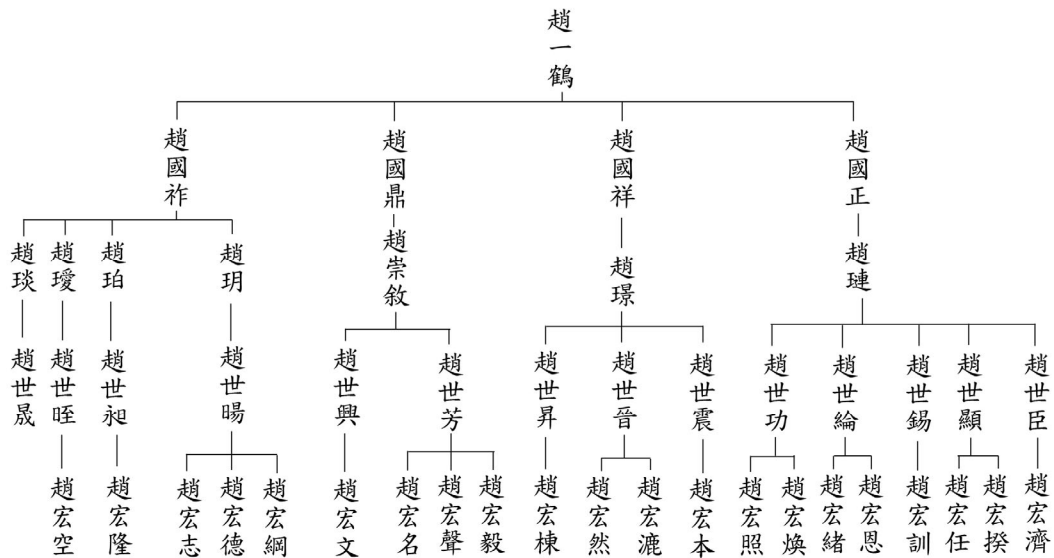 趙一鶴
趙國祚
趙國鼎
趙國祥
趙國正
趙琰
趙璦
趙珀
趙玥
趙崇敘
趙璟
趙璉
趙世晟
趙世晊
趙世昶
趙世暘
趙世興
趙世芳
趙世昇
趙世晉
趙世震
趙世功
趙世綸
趙世錫
趙世顯
趙世臣
趙宏空
趙宏隆
趙宏志
趙宏德
趙宏綱
趙宏文
趙宏名
趙宏聲
趙宏毅
趙宏棟
趙宏然
趙宏漉
趙宏本
趙宏照
趙宏煥
趙宏緒
趙宏恩
趙宏訓
趙宏任
趙宏揆
趙宏濟